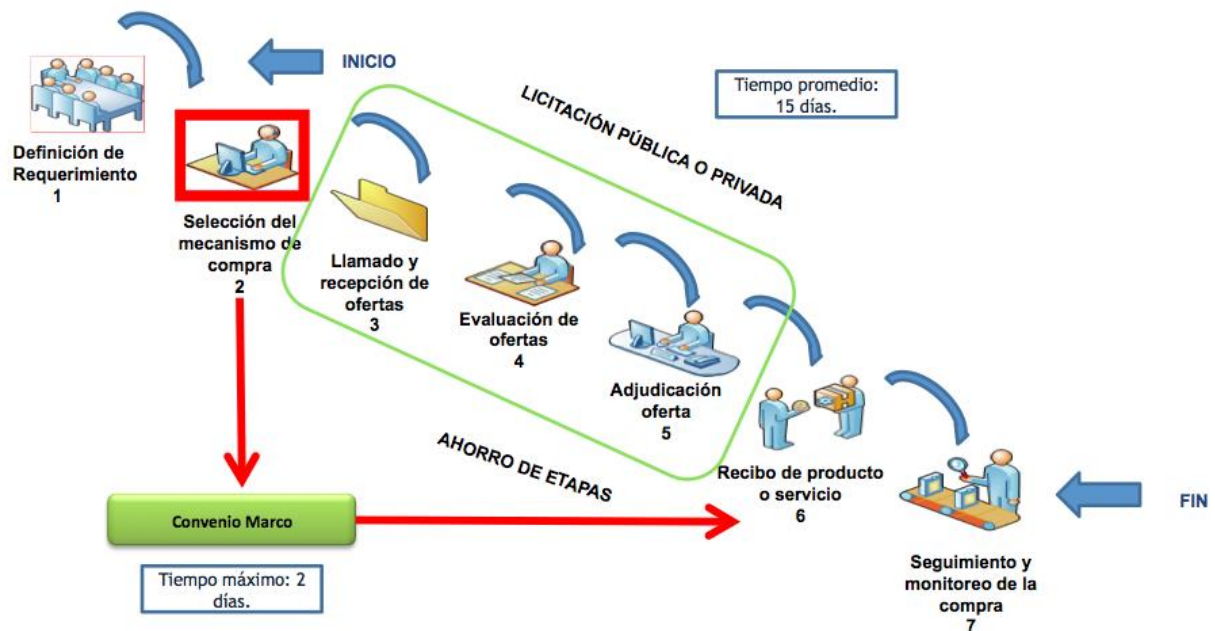 INICIO
Tiempo promedio:
15 días.
LICITACIÓN PÚBLICA O PRIVADA
Definición de
Requerimiento
1
Selección del
mecanismo de
compra
2
Llamado y
recepción de
ofertas
3
Evaluación de
ofertas
4
Adjudicación
oferta
5
AHORRO DE ETAPAS
Recibo de producto
o servicio
6
FIN
Convenio Marco
Tiempo máximo: 2
días.
Seguimiento y
monitoreo de la
compra
7